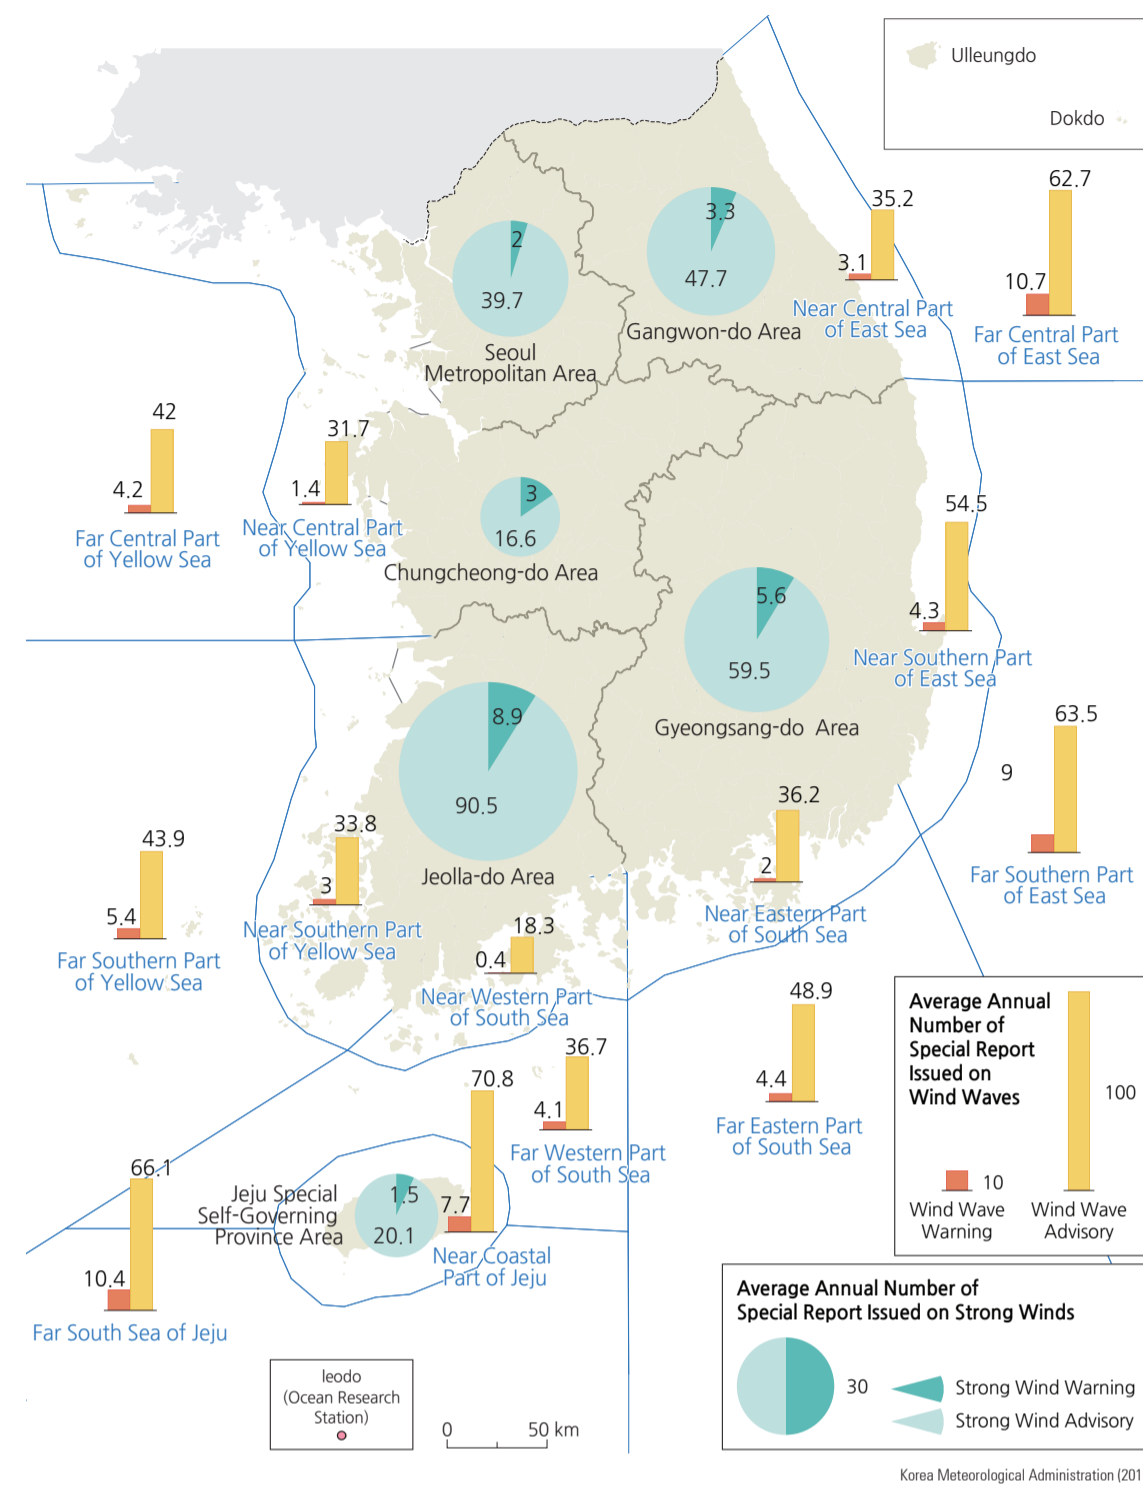 Ulleungdo
Dokdo
62.7
10.7
Far Central Part
of East Sea
35.2
3.1
Near Central Part
of East Sea
3.3
47.7
Gangwon-do Area
2
39.7
Seoul
Metropolitan Area
42
4.2
Far Central Part
of Yellow Sea
31.7
1.4
Near Central Part
of Yellow Sea
3
16.6
Chungcheong-do Area
54.5
4.3
Near Southern Part
of East Sea
5.6
59.5
Gyeongsang-do Area
8.9
90.5
Jeolla-do Area
63.5
9
Far Southern Part
of East Sea
36.2
2
Near Eastern Part
of South Sea
43.9
5.4
Far Southern Part
of Yellow Sea
33.8
3
Near Southern Part
of Yellow Sea
18.3
0.4
Near Western Part
of South Sea
48.9
4.4
Far Eastern Part
of South Sea
36.7
4.1
Far Western Part
of South Sea
70.8
7.7
Near Coastal
Part of Jeju
1.5
20.1
Jeju Special
Self-Governing
Province Area
66.1
10.4
Far South Sea of Jeju
Ieodo
(Ocean Research
Station)
0 50 km
Average Annual
Number of
Special Report
Issued on
Wind Waves
100
10
Wind Wave
Warning
Wind Wave
Advisory
Average Annual Number of
Special Report Issued on Strong Winds
30
Strong Wind Warning
Strong Wind Advisory
Korea Meteorological Administration (201